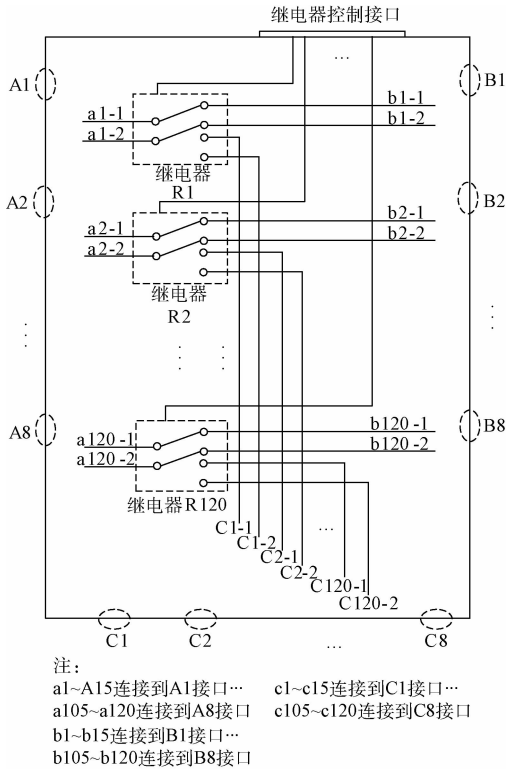 继电器控制接口
...
A1
B1
a1-1
b1-1
a1-2
b1-2
继电器
R1
A2
B2
a2-1
b2-1
a2-2
b2-2
继电器
R2
A8
B8
a120-1
b120-1
a120-2
b120-2
继电器R120
C1-1
C1-2
C2-1
C2-2
...
C120-1
C120-2
C1
C2
...
C8
注：
a1~A15连接到A1接口… c1~c15连接到C1接口…
a105~a120连接到A8接口 c105~c120连接到C8接口
b1~b15连接到B1接口…
b105~b120连接到B8接口